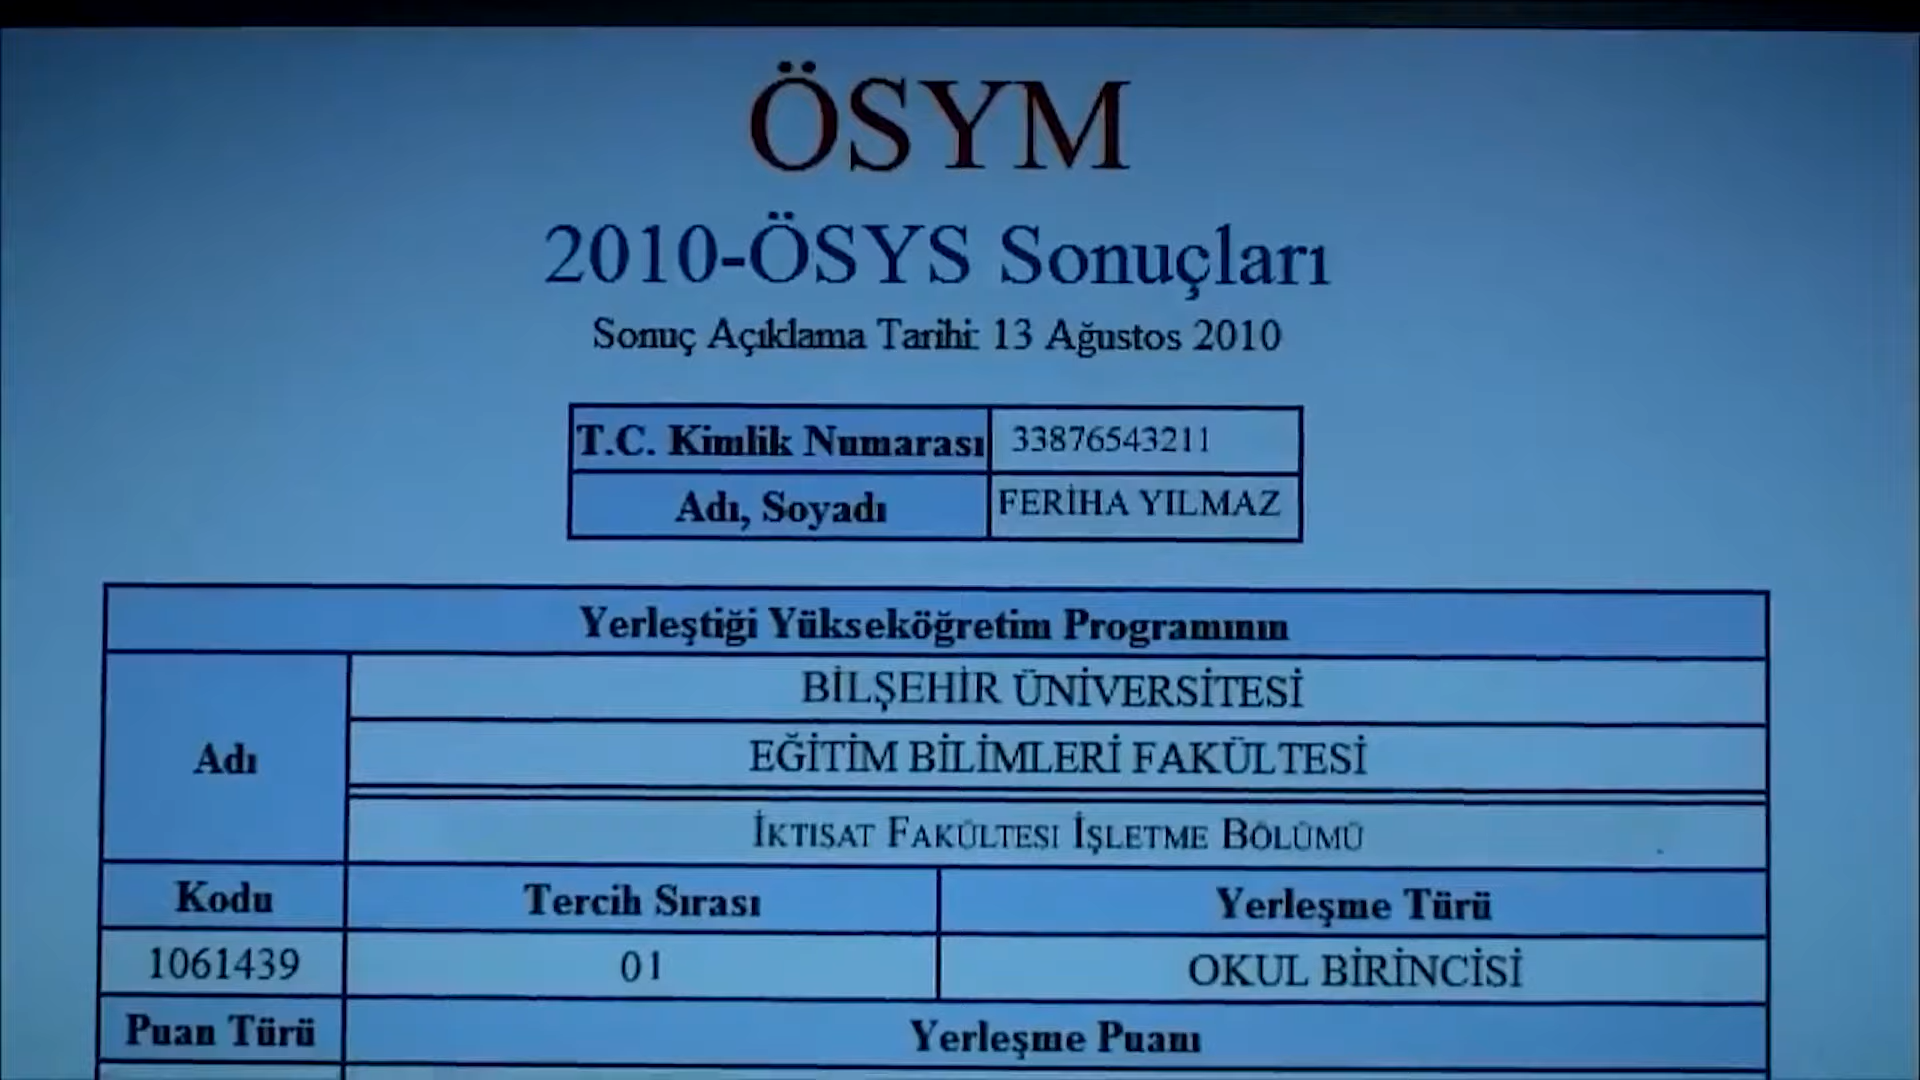 ÖSYM
2010-ÖSYS Sonuçları
Sonuç Açıklama Tarihi: 13 Ağustos 2010
T.C. Kimlik Numarası 33876543211
Adı, Soyadı FERİHA YILMAZ
Yerleştiği Yükseköğretim Programının
Adı
BİLŞEHİR ÜNİVERSİTESİ
EĞİTİM BİLİMLERİ FAKÜLTESİ
İKTISAT FAKÜLTESI İŞLETME BÖLÜMÜ
Kodu Tercih Sırası Yerleşme Türü
1061439 01 OKUL BİRİNCİSİ
Puan Türü Yerleşme Puanı